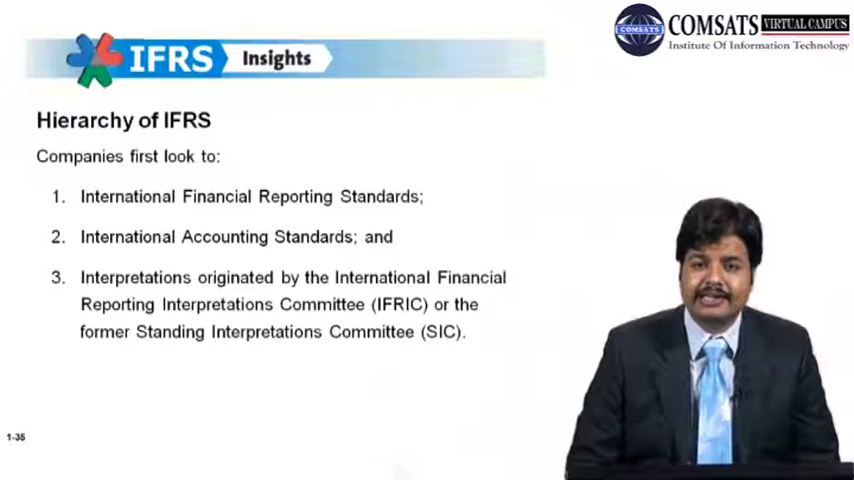 IFRS Insights
COMSATS VIRTUAL CAMPUS
COMSATS
Institute Of Information Technology
Hierarchy of IFRS
Companies first look to:
1. International Financial Reporting Standards;
2. International Accounting Standards; and
3. Interpretations originated by the International Financial
Reporting Interpretations Committee (IFRIC) or the
former Standing Interpretations Committee (SIC).
1-35